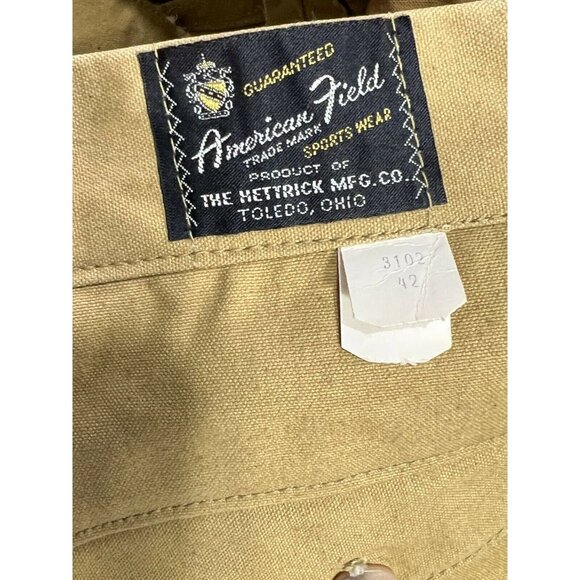 GUARANTEED
American Field
TRADE MARK
SPORTS WEAR
PRODUCT OF
THE HETTRICK MFG. CO.
TOLEDO, OHIO
3102
42